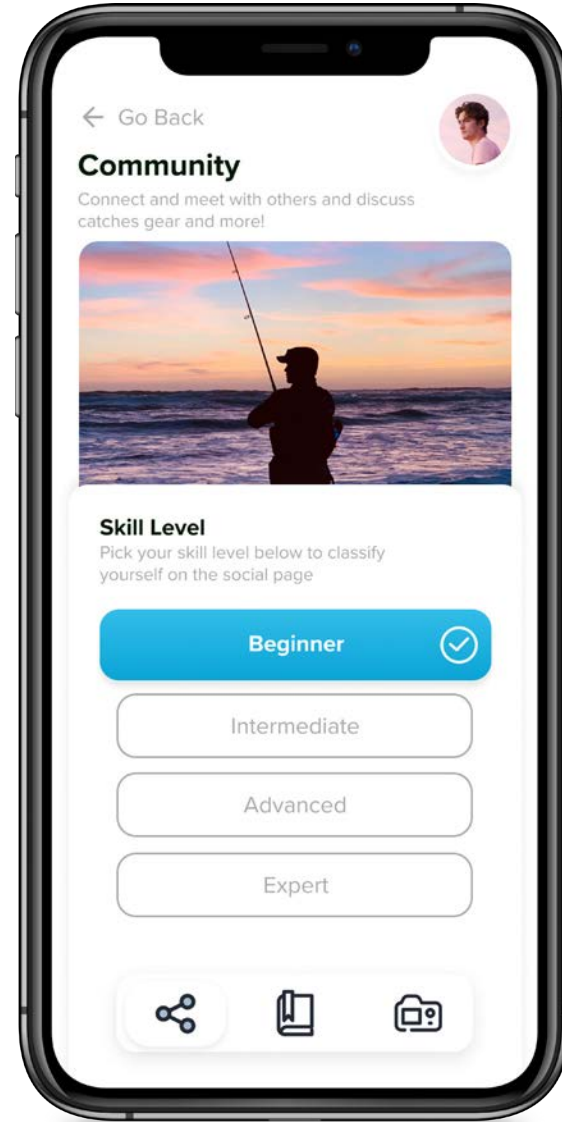 Go Back
Community
Connect and meet with others and discuss
catches gear and more!
Skill Level
Pick your skill level below to classify
yourself on the social page
Beginner
Intermediate
Advanced
Expert